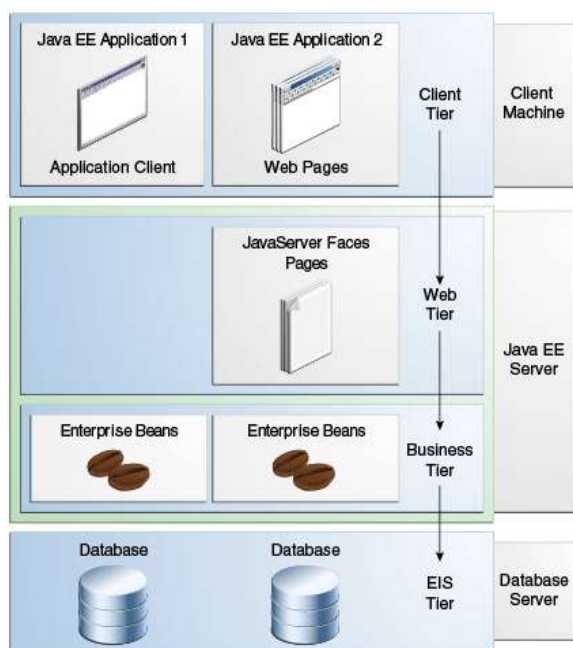 Java EE Application 1
Java EE Application 2
Application Client
Web Pages
Client
Tier
Client
Machine
JavaServer Faces
Pages
Web
Tier
Java EE
Server
Enterprise Beans
Enterprise Beans
Business
Tier
Database
Database
EIS
Tier
Database
Server